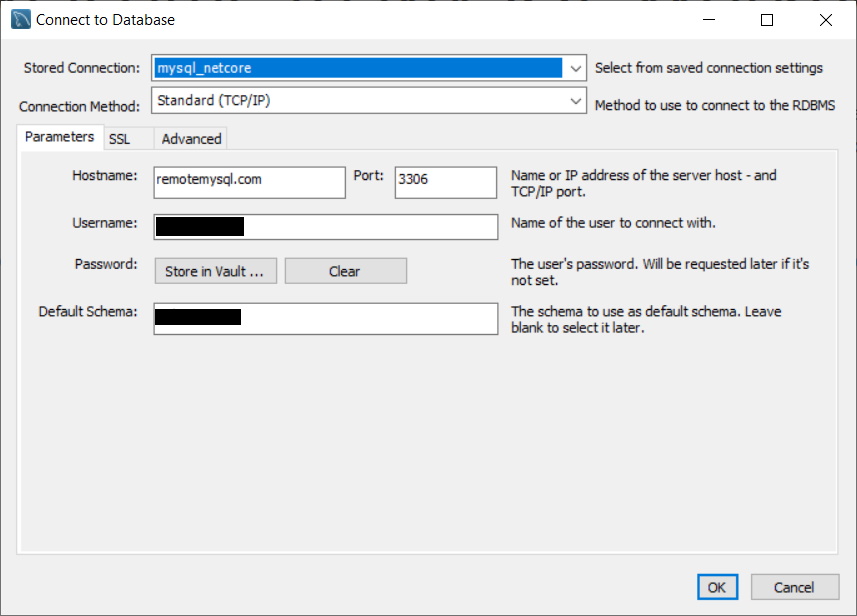 Connect to Database
Stored Connection: mysql_netcore Select from saved connection settings
Connection Method: Standard (TCP/IP) Method to use to connect to the RDBMS
Parameters SSL Advanced
Hostname: remotemysql.com Port: 3306 Name or IP address of the server host - and
TCP/IP port.
Username: Name of the user to connect with.
Password: Store in Vault ... Clear The user's password. Will be requested later if it's
not set.
Default Schema: The schema to use as default schema. Leave
blank to select it later.
OK Cancel